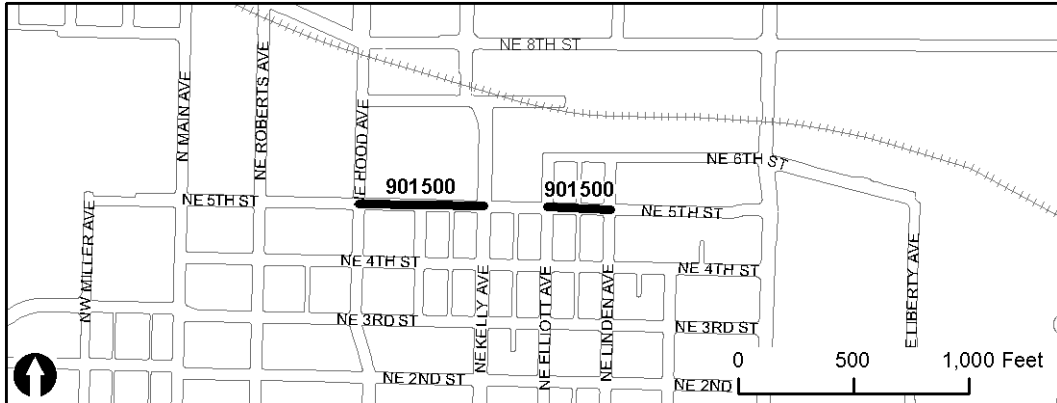 NE 8TH ST
N MAIN AVE
NE ROBERTS AVE
NE HOOD AVE
NE 6TH ST
901500
901500
NE 5TH ST
NE 5TH ST
NW MILLER AVE
NE 4TH ST
NE 4TH ST
NE KELLY AVE
NE ELLIOTT AVE
NE LINDEN AVE
E LIBERTY AVE
NE 3RD ST
NE 3RD ST
NE 2ND ST
NE 2ND
0 500 1,000 Feet